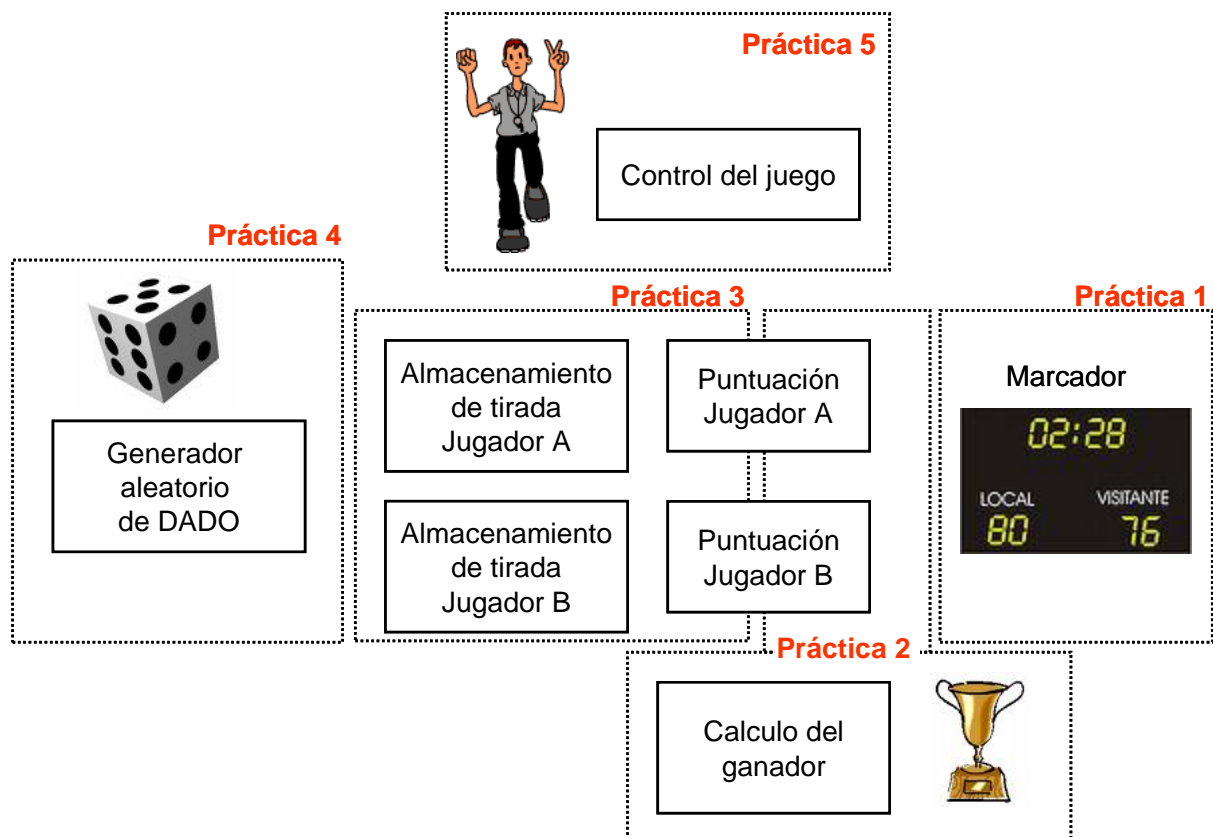 Práctica 5
Control del juego
Práctica 4
Generador
aleatorio
de DADO
Práctica 3
Almacenamiento
de tirada
Jugador A
Puntuación
Jugador A
Almacenamiento
de tirada
Jugador B
Puntuación
Jugador B
Práctica 1
Marcador
02:28
LOCAL
VISITANTE
80
76
Práctica 2
Calculo del
ganador